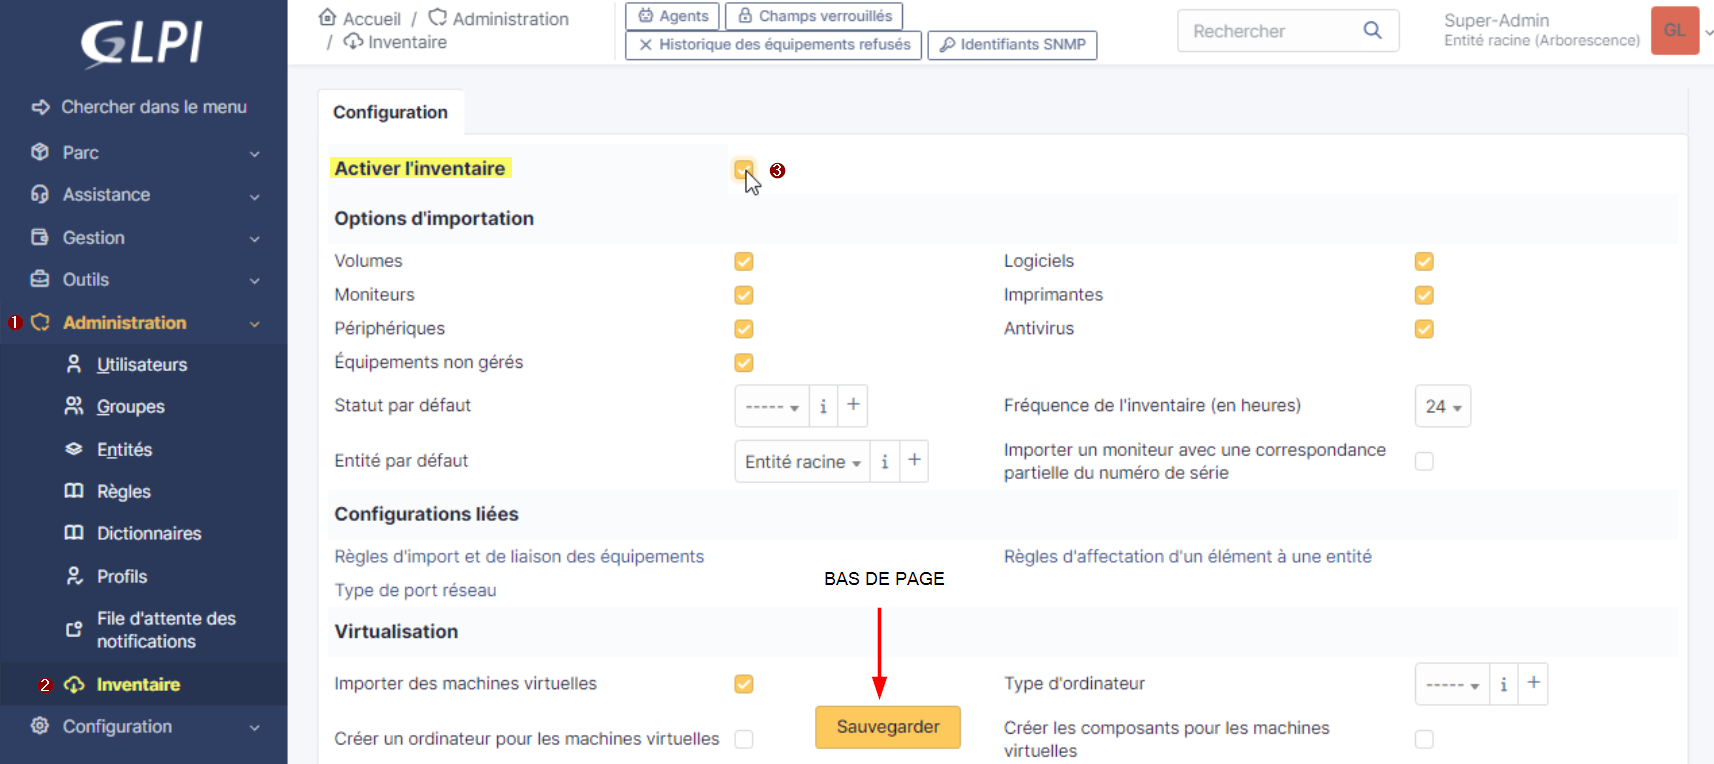 GLPI
Chercher dans le menu
Parc
Assistance
Gestion
Outils
1 Administration
Utilisateurs
Groupes
Entités
Règles
Dictionnaires
Profils
File d'attente des
notifications
2 Inventaire
Configuration
Accueil / Administration
/ Inventaire
Agents
Champs verrouillés
Historique des équipements refusés
Identifiants SNMP
Rechercher
Super-Admin
Entité racine (Arborescence)
GL
Configuration
Activer l'inventaire 3
Options d'importation
Volumes
Logiciels
Moniteurs
Imprimantes
Périphériques
Antivirus
Équipements non gérés
Statut par défaut ----- i +
Fréquence de l'inventaire (en heures) 24
Entité par défaut Entité racine i +
Importer un moniteur avec une correspondance
partielle du numéro de série
Configurations liées
Règles d'import et de liaison des équipements
Règles d'affectation d'un élément à une entité
BAS DE PAGE
Type de port réseau
Virtualisation
Importer des machines virtuelles
Type d'ordinateur ----- i +
Sauvegarder
Créer un ordinateur pour les machines virtuelles
Créer les composants pour les machines
virtuelles